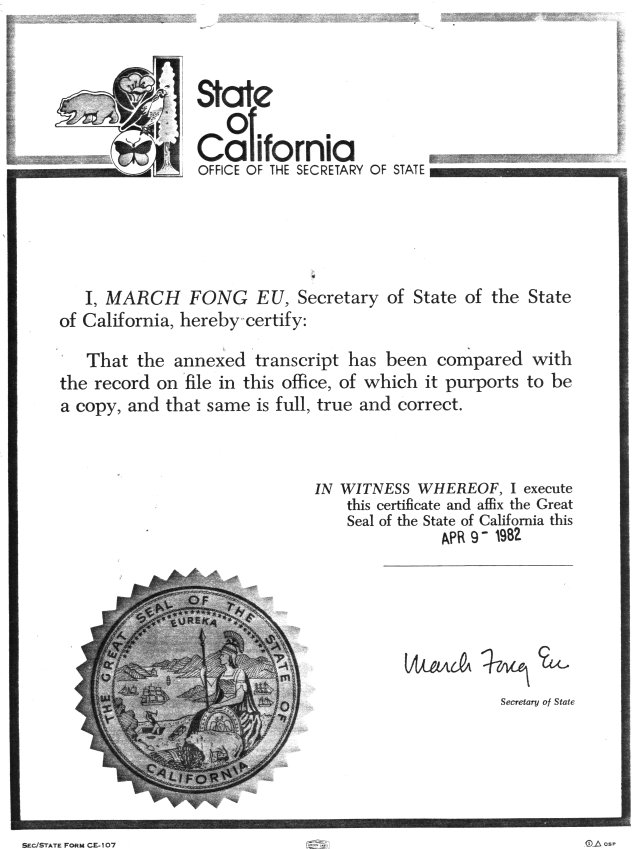 State
of
California
OFFICE OF THE SECRETARY OF STATE
I, MARCH FONG EU, Secretary of State of the State
of California, hereby certify:
That the annexed transcript has been compared with
the record on file in this office, of which it purports to be
a copy, and that same is full, true and correct.
IN WITNESS WHEREOF, I execute
this certificate and affix the Great
Seal of the State of California this
APR 9- 1982
THE GREAT SEAL OF THE STATE OF CALIFORNIA
EUREKA
March Fong Eu
Secretary of State
SEC/STATE FORM CE-107
OSP